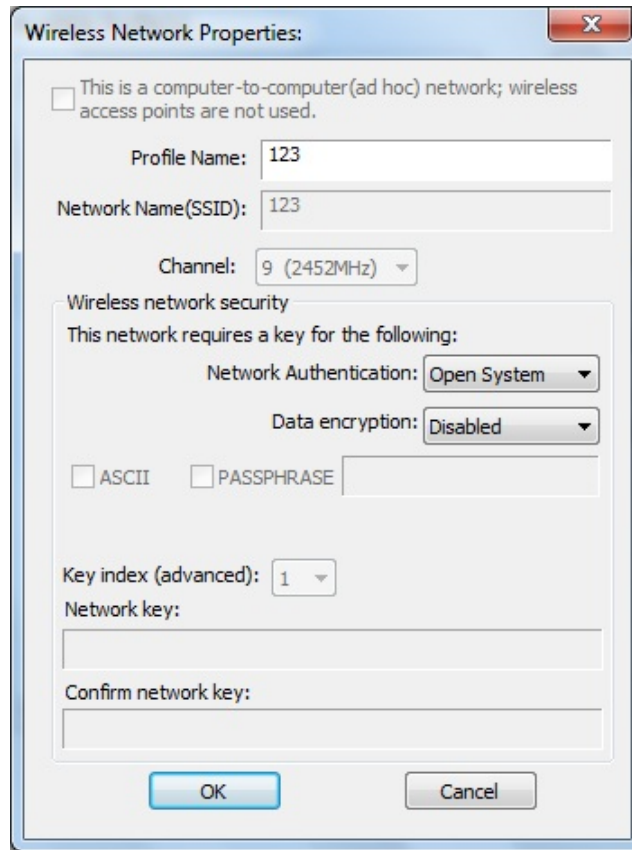 Wireless Network Properties:
This is a computer-to-computer(ad hoc) network; wireless
access points are not used.
Profile Name: 123
Network Name(SSID): 123
Channel: 9 (2452MHz)
Wireless network security
This network requires a key for the following:
Network Authentication: Open System
Data encryption: Disabled
ASCII PASSPHRASE
Key index (advanced): 1
Network key:
Confirm network key:
OK Cancel